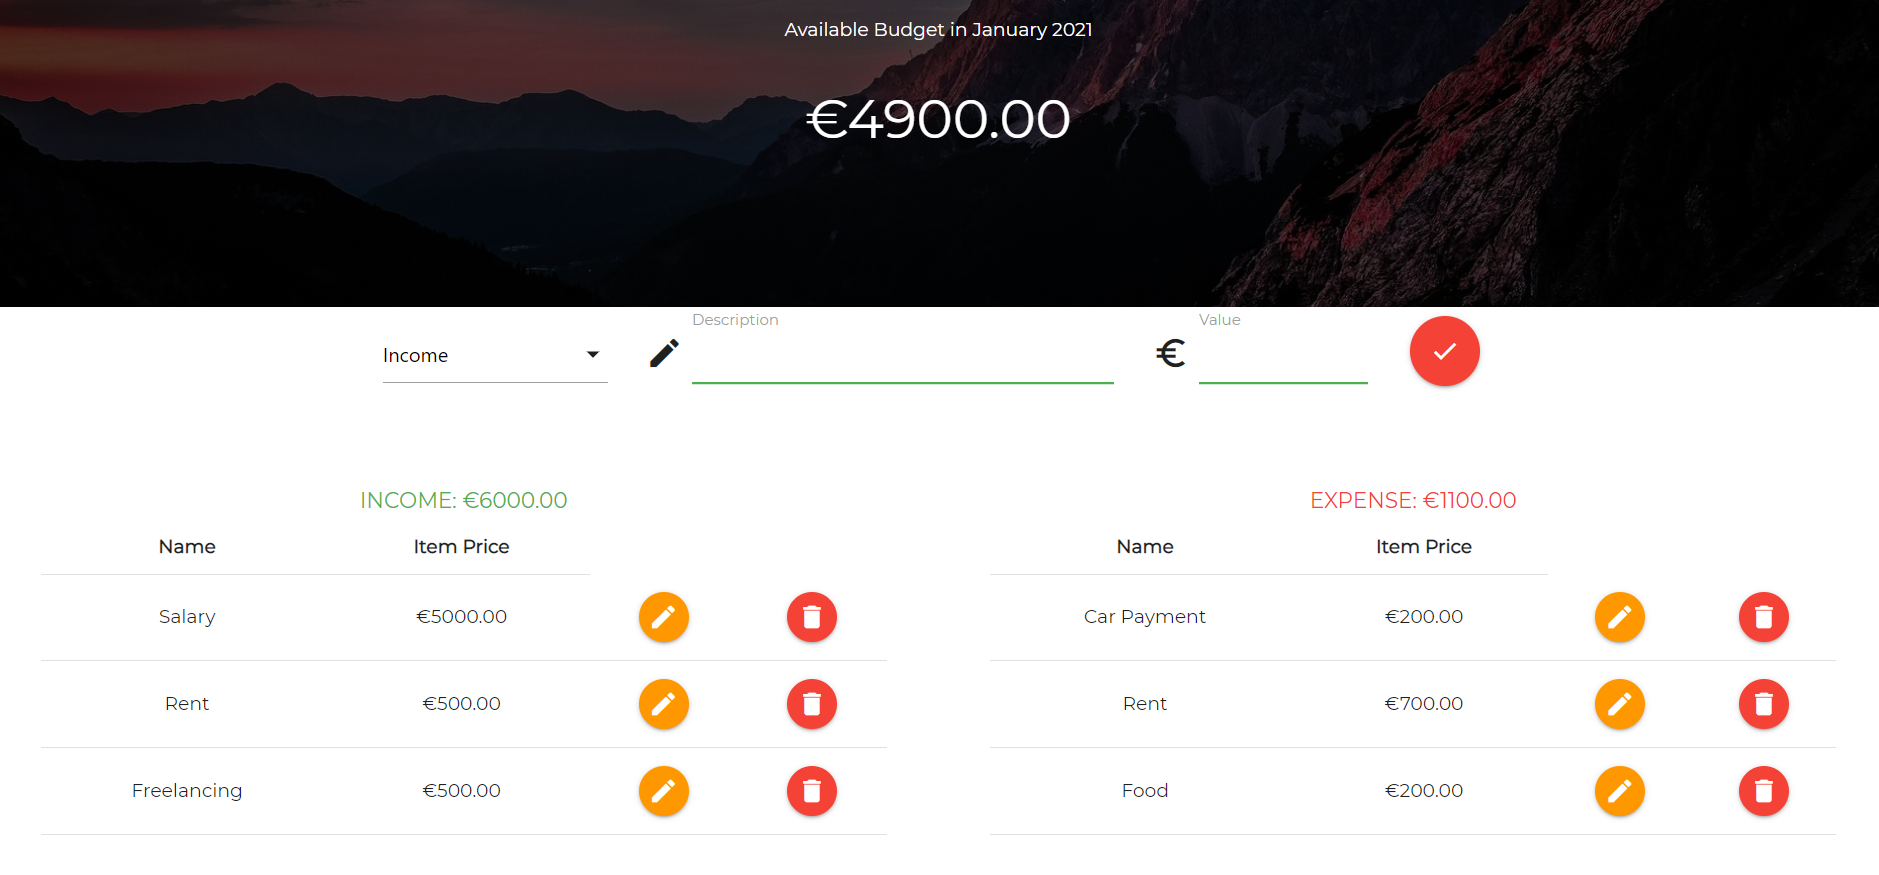 Available Budget in January 2021
€4900.00
Description
Value
Income
€
INCOME: €6000.00
Name Item Price
Salary €5000.00
Rent €500.00
Freelancing €500.00
EXPENSE: €1100.00
Name Item Price
Car Payment €200.00
Rent €700.00
Food €200.00